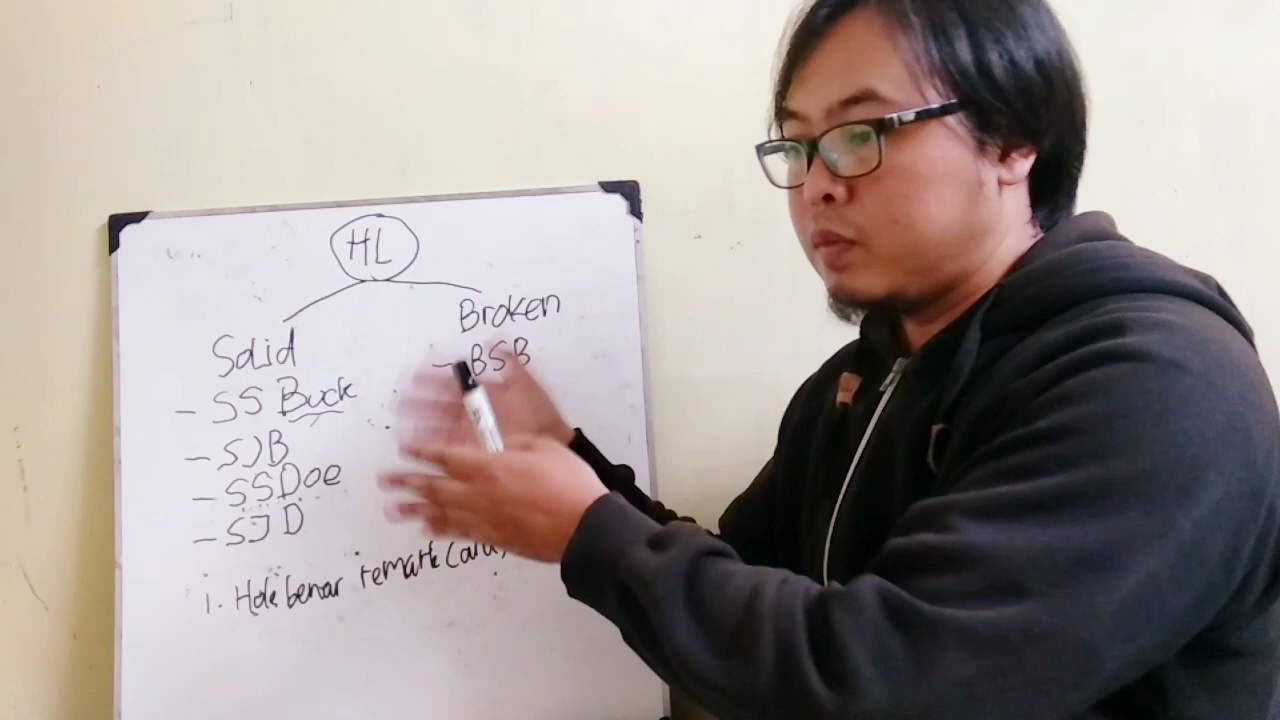 HL
Solid
Broken
- SS Buck
- BSB
- SJB
- SSDoe
- SJD
1. Hole benar remark